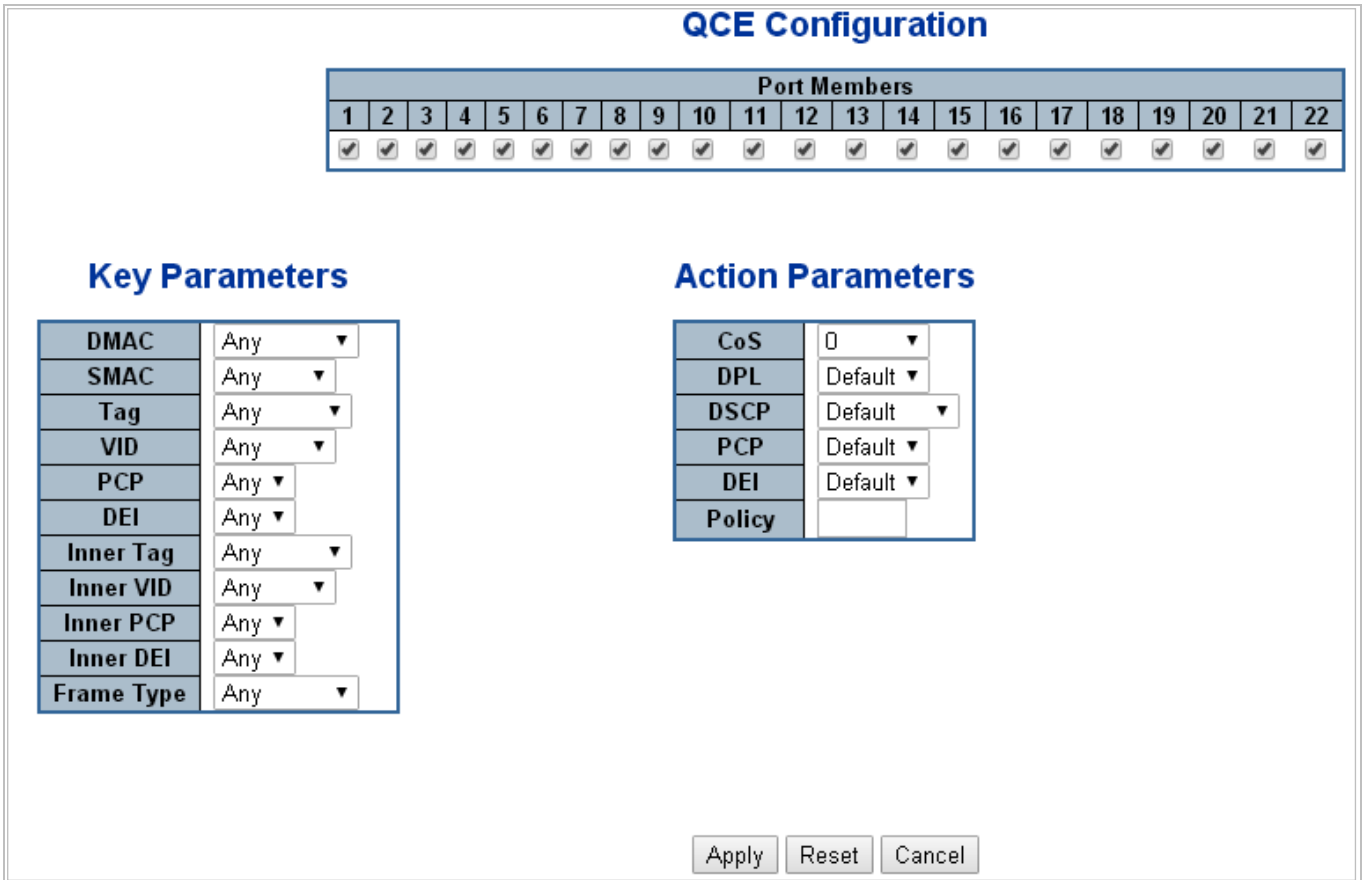 QCE Configuration
Port Members
1 2 3 4 5 6 7 8 9 10 11 12 13 14 15 16 17 18 19 20 21 22
Key Parameters
DMAC Any
SMAC Any
Tag Any
VID Any
PCP Any
DEI Any
Inner Tag Any
Inner VID Any
Inner PCP Any
Inner DEI Any
Frame Type Any
Action Parameters
CoS 0
DPL Default
DSCP Default
PCP Default
DEI Default
Policy
Apply Reset Cancel